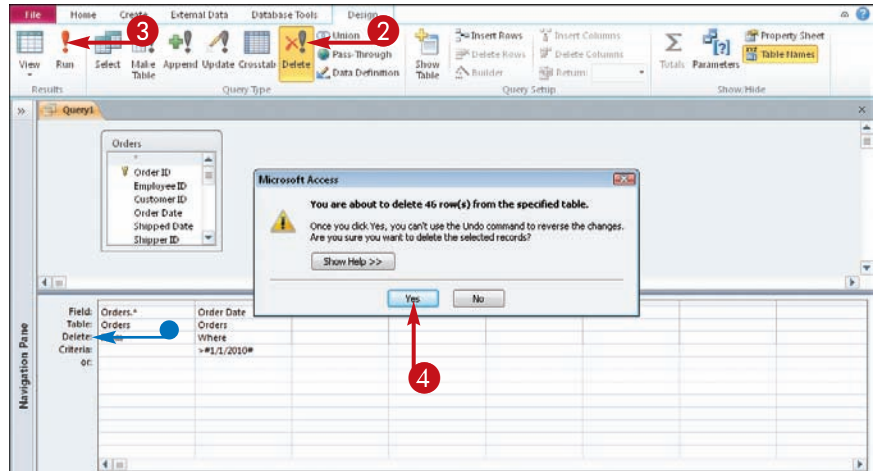 File Home Create External Data Database Tools Design
3 2
View Run Select Make Table Append Update Crosstab Delete Union Pass-Through Data Definition Show Table Insert Rows Delete Rows Builder Insert Columns Delete Columns Return: Totals Parameters Property Sheet Table Names
Results Query Type Query Setup Show/Hide
Query1
Orders
*
Order ID
Employee ID
Customer ID
Order Date
Shipped Date
Shipper ID
Microsoft Access
You are about to delete 46 row(s) from the specified table.
Once you click Yes, you can't use the Undo command to reverse the changes.
Are you sure you want to delete the selected records?
Show Help >>
Yes No
4
Field: Orders.* Order Date
Table: Orders Orders
Delete: Where
Criteria: >#1/1/2010#
or:
Navigation Pane